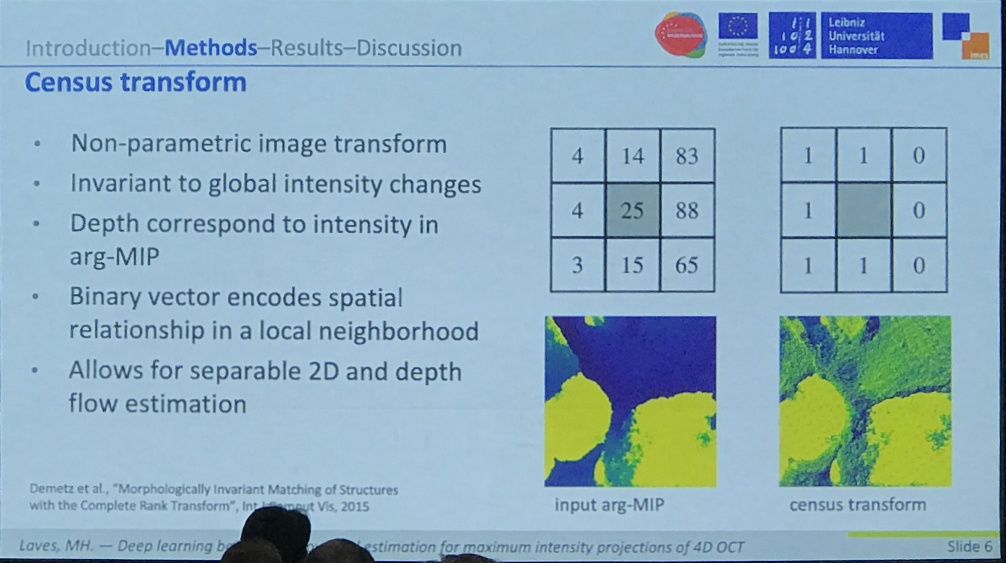 Introduction–Methods–Results–Discussion
Leibniz
Universität
Hannover
Census transform
• Non-parametric image transform
• Invariant to global intensity changes
• Depth correspond to intensity in
arg-MIP
• Binary vector encodes spatial
relationship in a local neighborhood
• Allows for separable 2D and depth
flow estimation
4 14 83
4 25 88
3 15 65
1 1 0
1 0
1 1 0
input arg-MIP
census transform
Demetz et al., "Morphologically Invariant Matching of Structures
with the Complete Rank Transform", Int Vis, 2015
Laves, MH. — Deep learning estimation for maximum intensity projections of 4D OCT
Slide 6